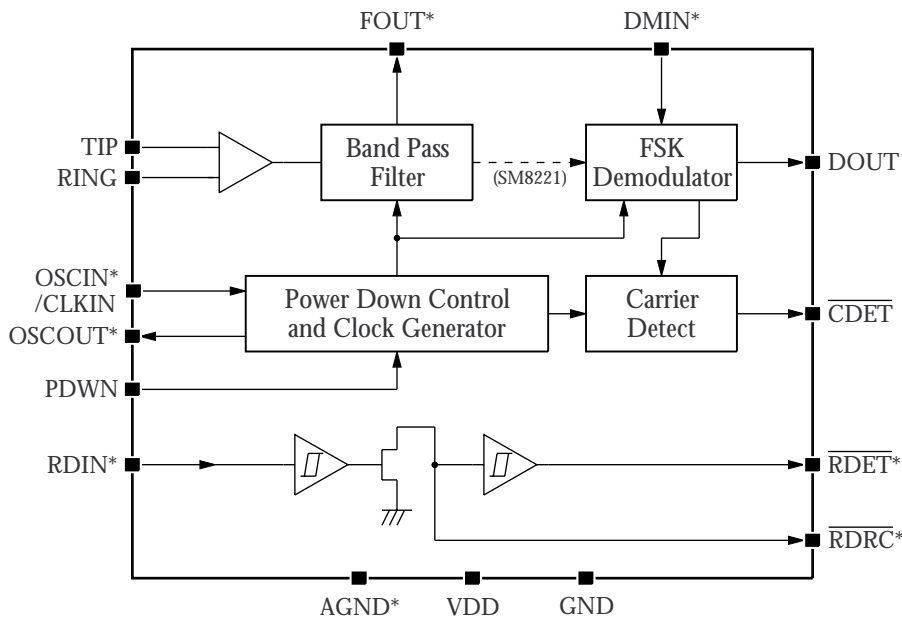 FOUT*
DMIN*
TIP
RING
Band Pass
Filter
(SM8221)
FSK
Demodulator
DOUT
OSCIN*
/CLKIN
OSCOUT*
Power Down Control
and Clock Generator
Carrier
Detect
CDET
PDWN
RDIN*
RDET*
RDRC*
AGND*
VDD
GND